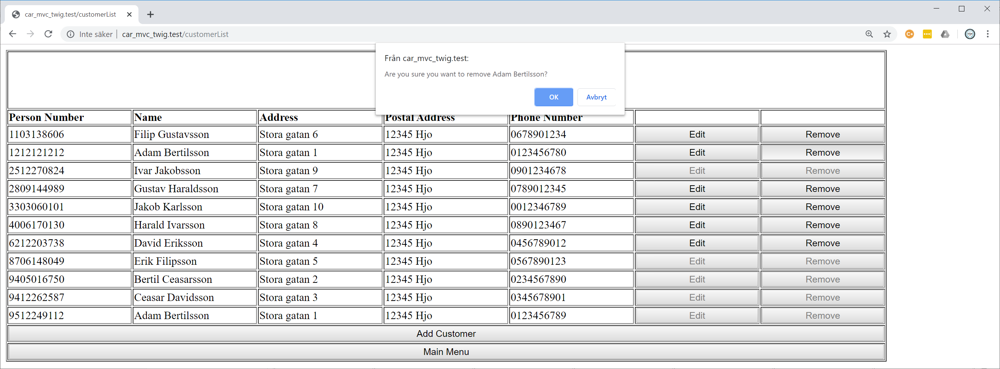 car_mvc_twig.test/customerList
Inte säker | car_mvc_twig.test/customerList
Från car_mvc_twig.test:
Are you sure you want to remove Adam Bertilsson?
OK Avbryt
Person Number Name Address Postal Address Phone Number
1103138606 Filip Gustavsson Stora gatan 6 12345 Hjo 0678901234 Edit Remove
1212121212 Adam Bertilsson Stora gatan 1 12345 Hjo 0123456780 Edit Remove
2512270824 Ivar Jakobsson Stora gatan 9 12345 Hjo 0901234678 Edit Remove
2809144989 Gustav Haraldsson Stora gatan 7 12345 Hjo 0789012345 Edit Remove
3303060101 Jakob Karlsson Stora gatan 10 12345 Hjo 0012346789 Edit Remove
4006170130 Harald Ivarsson Stora gatan 8 12345 Hjo 0890123467 Edit Remove
6212203738 David Eriksson Stora gatan 4 12345 Hjo 0456789012 Edit Remove
8706148049 Erik Filipsson Stora gatan 5 12345 Hjo 0567890123 Edit Remove
9405016750 Bertil Ceasarsson Stora gatan 2 12345 Hjo 0234567890 Edit Remove
9412262587 Ceasar Davidsson Stora gatan 3 12345 Hjo 0345678901 Edit Remove
9512249112 Adam Bertilsson Stora gatan 1 12345 Hjo 0123456789 Edit Remove
Add Customer
Main Menu